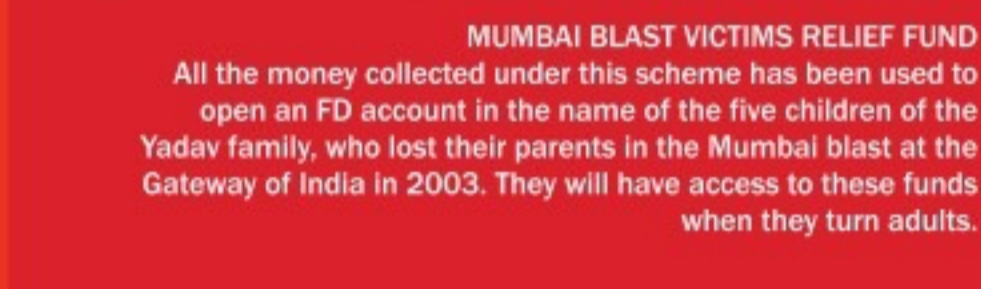 MUMBAI BLAST VICTIMS RELIEF FUND
All the money collected under this scheme has been used to
open an FD account in the name of the five children of the
Yadav family, who lost their parents in the Mumbai blast at the
Gateway of India in 2003. They will have access to these funds
when they turn adults.